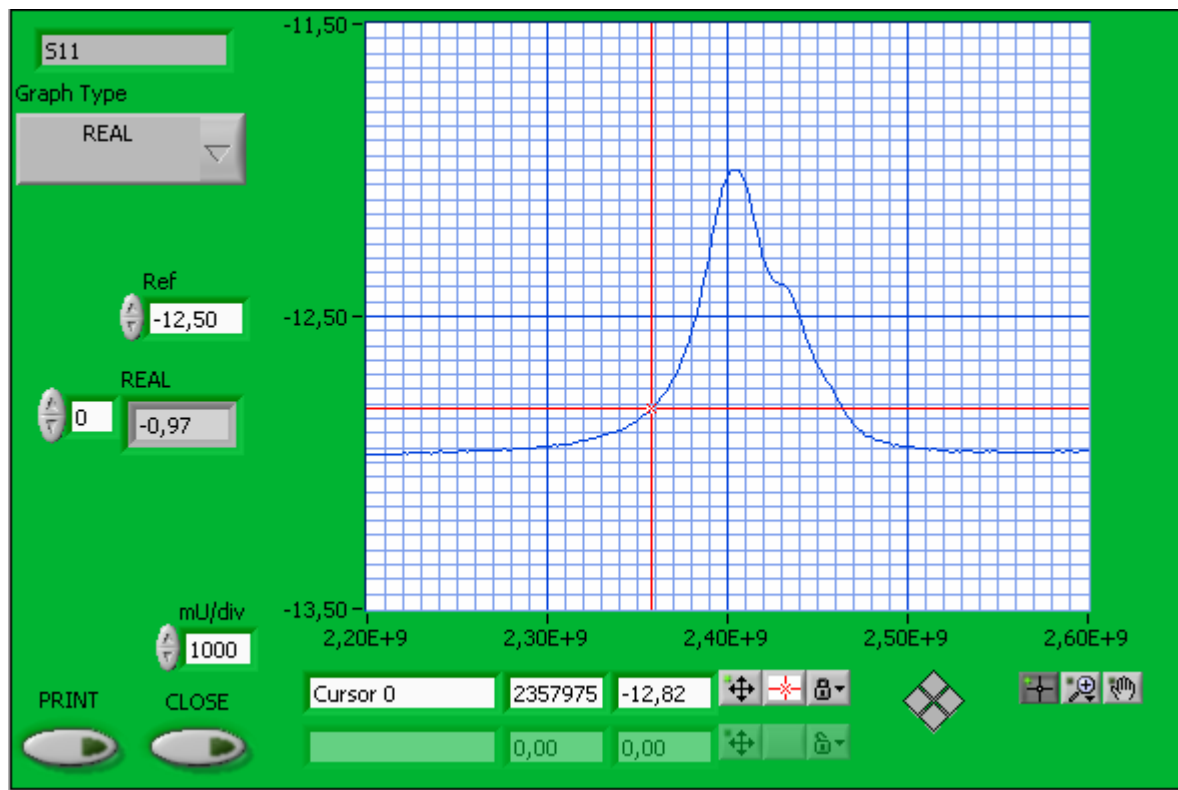 S11
Graph Type
REAL
Ref
-12,50
REAL
0
-0,97
mU/div
1000
PRINT
CLOSE
-11,50
-12,50
-13,50
2,20E+9
2,30E+9
2,40E+9
2,50E+9
2,60E+9
Cursor 0
2357975
-12,82
0,00
0,00